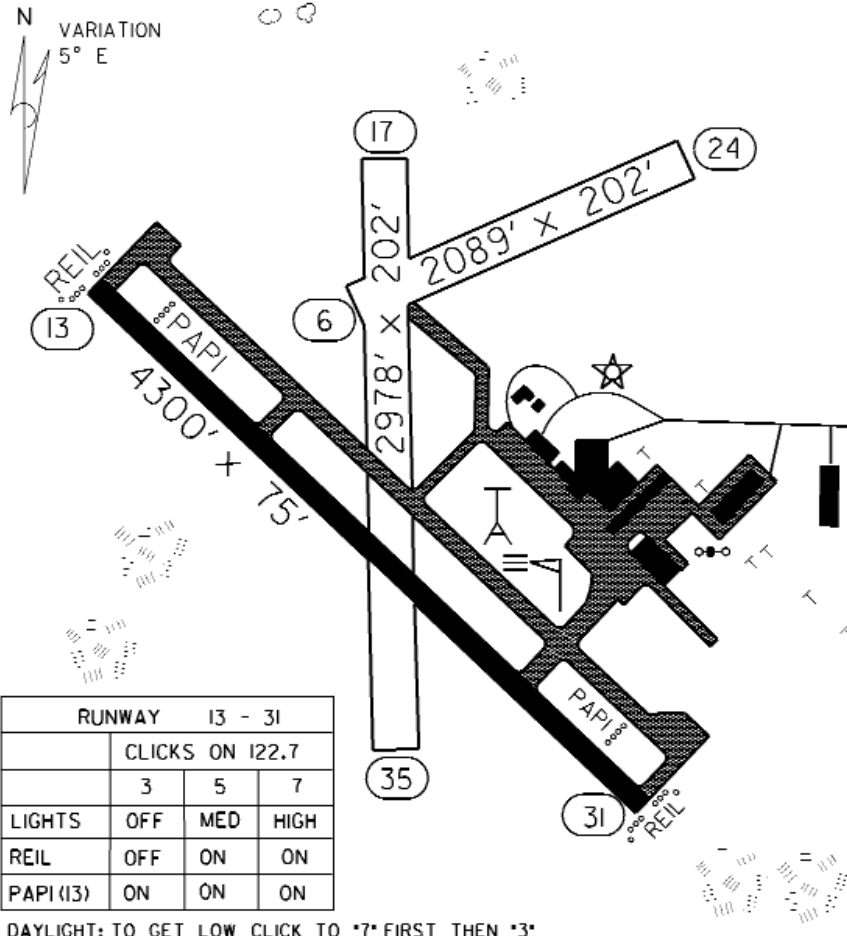 N
VARIATION
5° E
17
24
2089' X 202'
2978' X 202'
REIL
13
6
PAPI
4300' X 75'
T
T
T T
T
PAPI
RUNWAY 13 - 31
CLICKS ON 122.7
3 5 7
LIGHTS OFF MED HIGH
REIL OFF ON ON
PAPI (13) ON ON ON
35
31
REIL
DAYLIGHT: TO GET LOW CLICK TO "7" FIRST THEN "3"